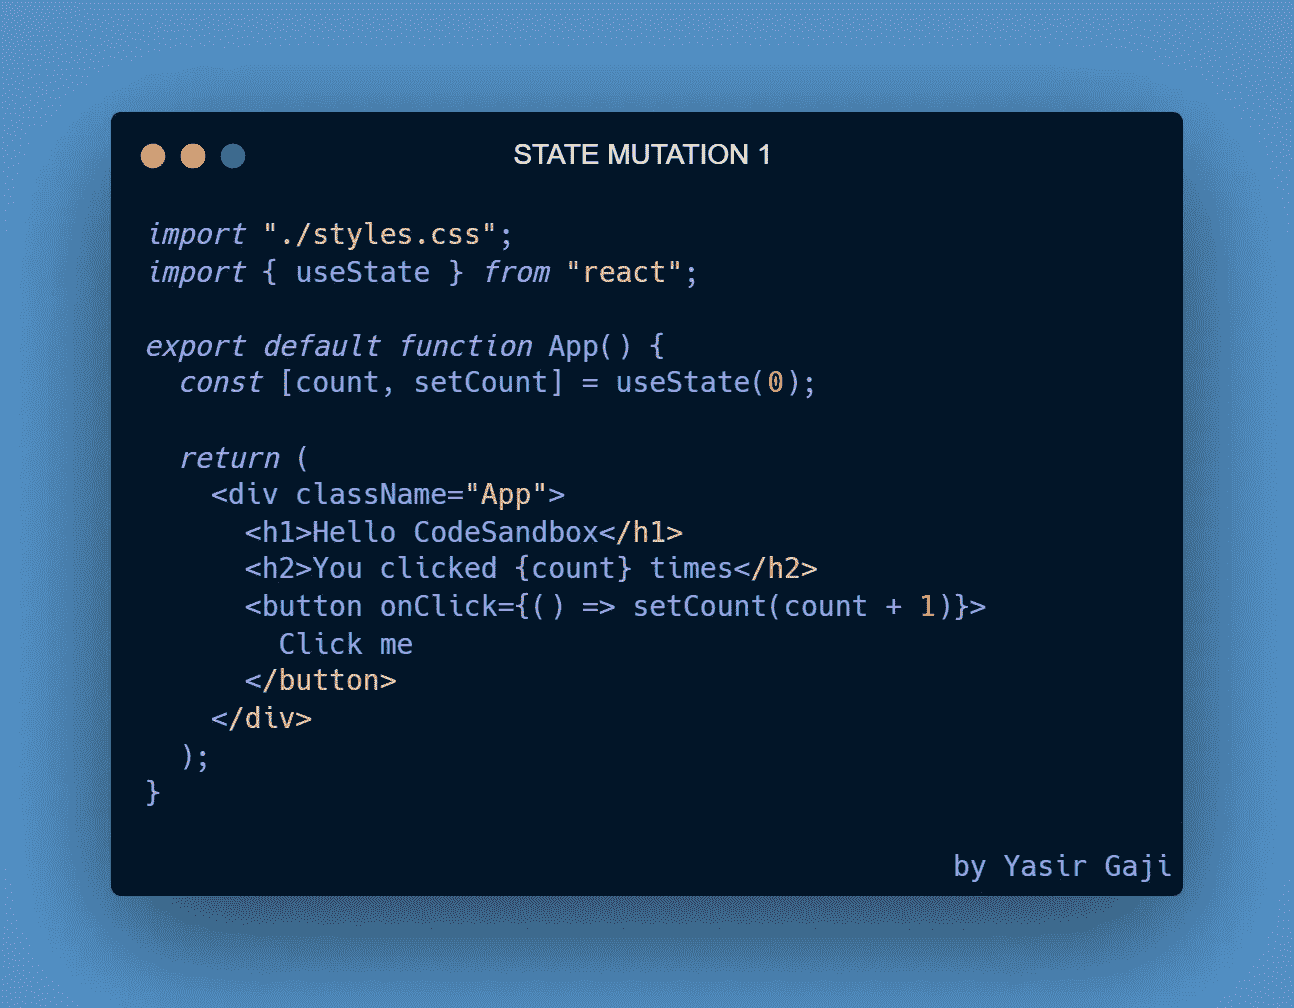 STATE MUTATION 1
import "./styles.css";
import { useState } from "react";
export default function App() {
const [count, setCount] = useState(0);
return (
<div className="App">
<h1>Hello CodeSandbox</h1>
<h2>You clicked {count} times</h2>
<button onClick={() => setCount(count + 1)}>
Click me
</button>
</div>
);
}
by Yasir Gaji